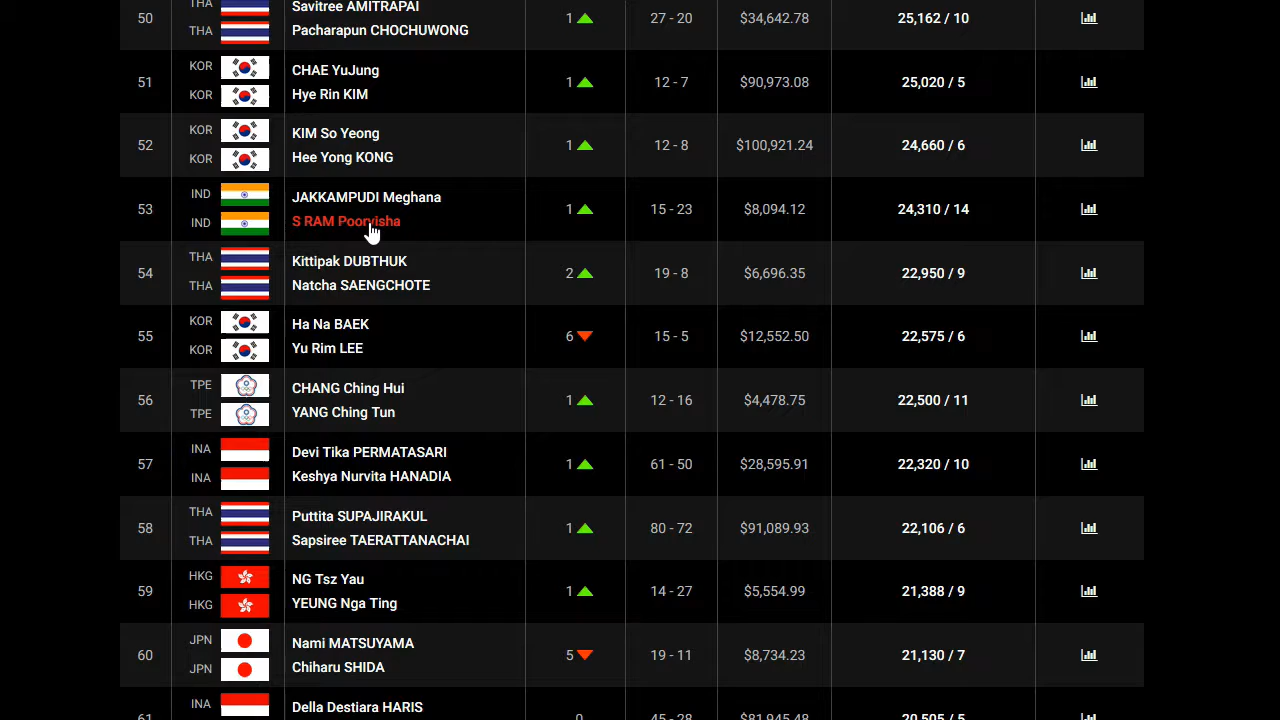 50 THA Savitree AMITRAPAI 1 27 - 20 $34,642.78 25,162 / 10
THA Pacharapun CHOCHUWONG
51 KOR CHAE YuJung 1 12 - 7 $90,973.08 25,020 / 5
KOR Hye Rin KIM
52 KOR KIM So Yeong 1 12 - 8 $100,921.24 24,660 / 6
KOR Hee Yong KONG
53 IND JAKKAMPUDI Meghana 1 15 - 23 $8,094.12 24,310 / 14
IND S RAM Poorvisha
54 THA Kittipak DUBTHUK 2 19 - 8 $6,696.35 22,950 / 9
THA Natcha SAENGCHOTE
55 KOR Ha Na BAEK 6 15 - 5 $12,552.50 22,575 / 6
KOR Yu Rim LEE
56 TPE CHANG Ching Hui 1 12 - 16 $4,478.75 22,500 / 11
TPE YANG Ching Tun
57 INA Devi Tika PERMATASARI 1 61 - 50 $28,595.91 22,320 / 10
INA Keshya Nurvita HANADIA
58 THA Puttita SUPAJIRAKUL 1 80 - 72 $91,089.93 22,106 / 6
THA Sapsiree TAERATTANACHAI
59 HKG NG Tsz Yau 1 14 - 27 $5,554.99 21,388 / 9
HKG YEUNG Nga Ting
60 JPN Nami MATSUYAMA 5 19 - 11 $8,734.23 21,130 / 7
JPN Chiharu SHIDA
61 INA Della Destiara HARIS 0 45 - 28 $81,945.48 20,505 / 5